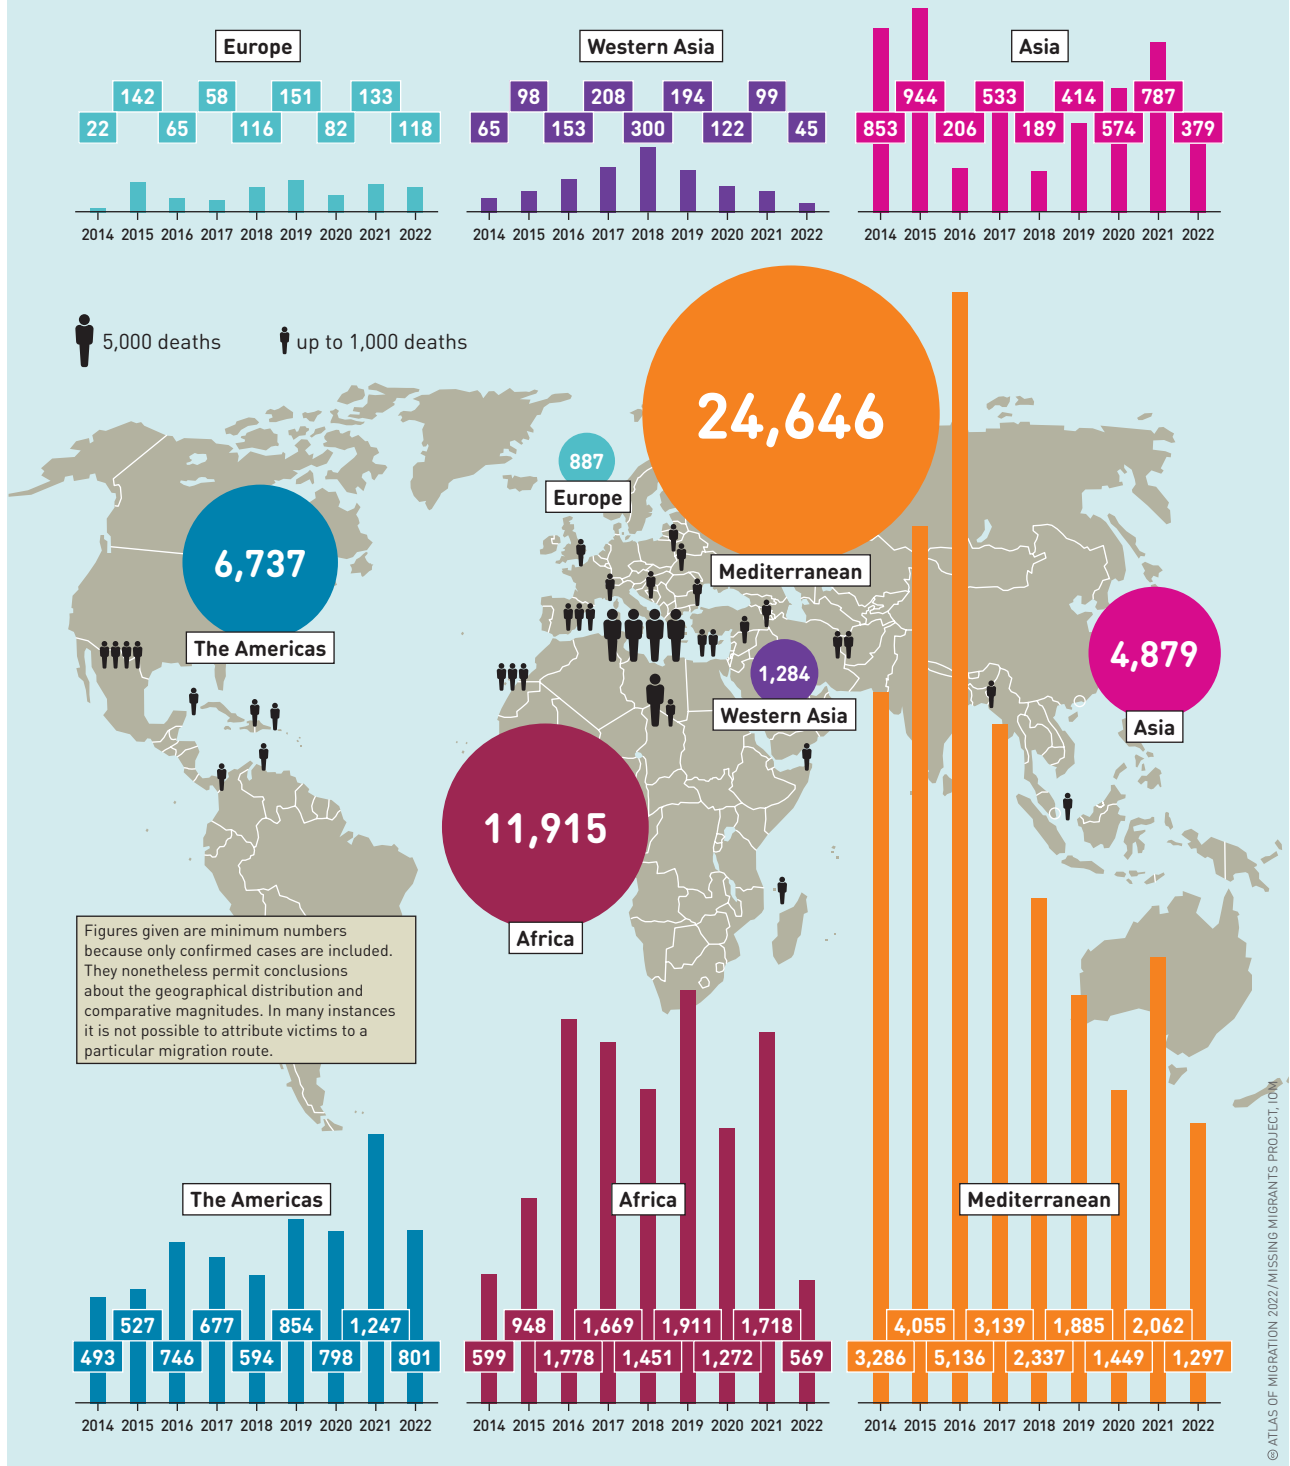 Europe
142 58 151 133
22 65 116 82 118
2014 2015 2016 2017 2018 2019 2020 2021 2022
Western Asia
98 208 194 99
65 153 300 122 45
2014 2015 2016 2017 2018 2019 2020 2021 2022
Asia
944 533 414 787
853 206 189 574 379
2014 2015 2016 2017 2018 2019 2020 2021 2022
5,000 deaths
up to 1,000 deaths
24,646
Mediterranean
887
Europe
6,737
The Americas
4,879
Asia
1,284
Western Asia
11,915
Africa
Figures given are minimum numbers
because only confirmed cases are included.
They nonetheless permit conclusions
about the geographical distribution and
comparative magnitudes. In many instances
it is not possible to attribute victims to a
particular migration route.
The Americas
527 677 854 1,247
493 746 594 798 801
2014 2015 2016 2017 2018 2019 2020 2021 2022
Africa
948 1,669 1,911 1,718
599 1,778 1,451 1,272 569
2014 2015 2016 2017 2018 2019 2020 2021 2022
Mediterranean
4,055 3,139 1,885 2,062
3,286 5,136 2,337 1,449 1,297
2014 2015 2016 2017 2018 2019 2020 2021 2022
ATLAS OF MIGRATION 2022 / MISSING MIGRANTS PROJECT, IOM